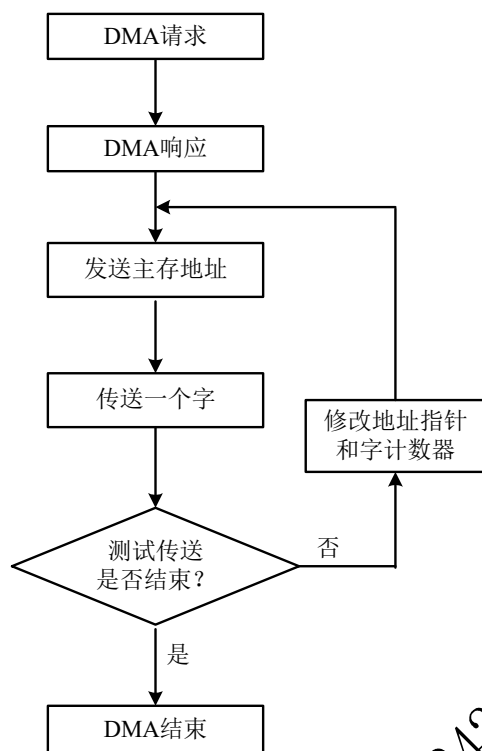 DMA请求
DMA响应
发送主存地址
传送一个字
修改地址指针
和字计数器
测试传送
是否结束？
否
是
DMA结束